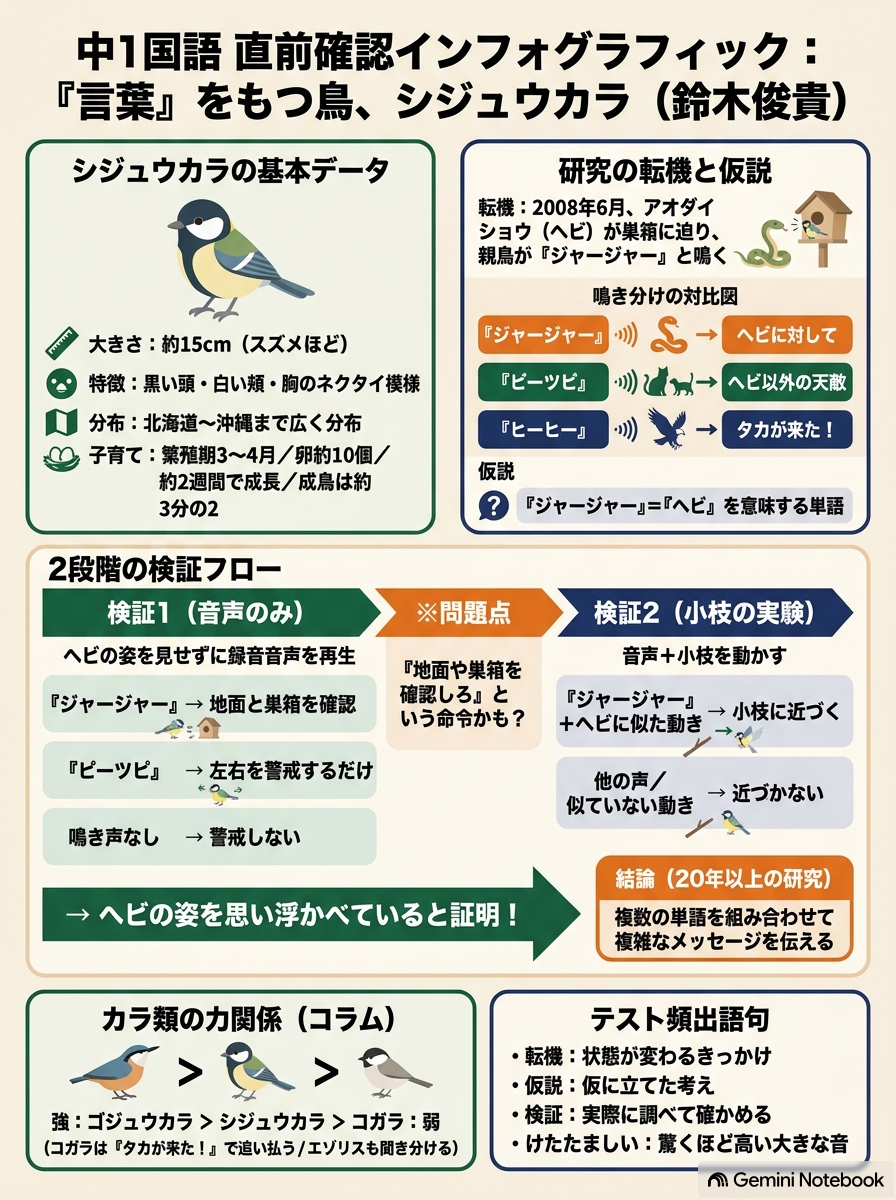 中1国語 直前確認インフォグラフィック：
『言葉』をもつ鳥、シジュウカラ（鈴木俊貴）
シジュウカラの基本データ
大きさ：約15cm（スズメほど）
特徴：黒い頭・白い頬・胸のネクタイ模様
分布：北海道〜沖縄まで広く分布
子育て：繁殖期3〜4月／卵約10個／
約2週間で成長／成鳥は約
3分の2
研究の転機と仮説
転機：2008年6月、アオダイ
ショウ（ヘビ）が巣箱に迫り、
親鳥が『ジャージャー』と鳴く
鳴き分けの対比図
『ジャージャー』 → ヘビに対して
『ピーツピ』 → ヘビ以外の天敵
『ヒーヒー』 → タカが来た！
仮説
? 『ジャージャー』=『ヘビ』を意味する単語
2段階の検証フロー
検証1（音声のみ）
ヘビの姿を見せずに録音音声を再生
『ジャージャー』 → 地面と巣箱を確認
『ピーツピ』 → 左右を警戒するだけ
鳴き声なし → 警戒しない
※問題点
『地面や巣箱を
確認しろ』と
いう命令かも？
検証2（小枝の実験）
音声＋小枝を動かす
『ジャージャー』
＋ヘビに似た動き → 小枝に近づく
他の声／
似ていない動き → 近づかない
→ ヘビの姿を思い浮かべていると証明！
結論（20年以上の研究）
複数の単語を組み合わせて
複雑なメッセージを伝える
カラ類の力関係（コラム）
> >
強：ゴジュウカラ > シジュウカラ > コガラ：弱
（コガラは『タカが来た！』で追い払う / エゾリスも聞き分ける）
テスト頻出語句
・転機：状態が変わるきっかけ
・仮説：仮に立てた考え
・検証：実際に調べて確かめる
・けたたましい：驚くほど高い大きな音
Gemini Notebook